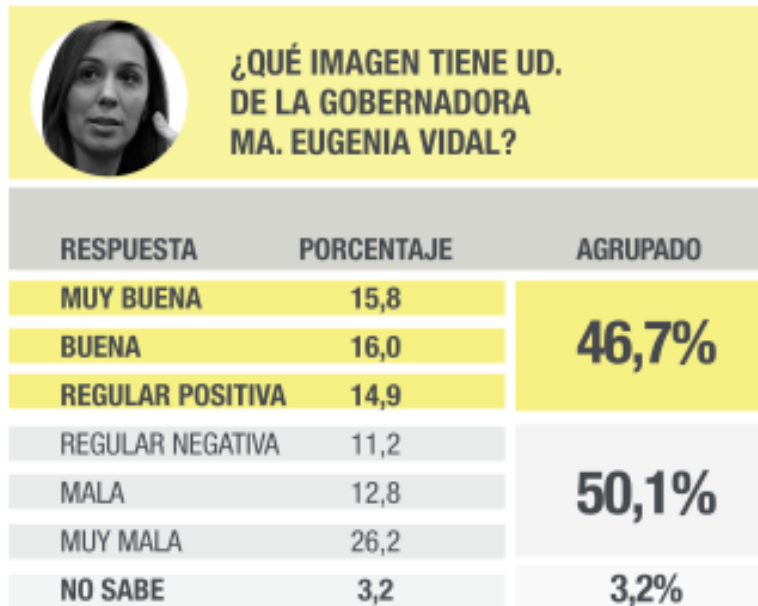 ¿QUÉ IMAGEN TIENE UD.
DE LA GOBERNADORA
MA. EUGENIA VIDAL?
RESPUESTA PORCENTAJE AGRUPADO
MUY BUENA 15,8
BUENA 16,0
46,7%
REGULAR POSITIVA 14,9
REGULAR NEGATIVA 11,2
MALA 12,8
50,1%
MUY MALA 26,2
NO SABE 3,2 3,2%